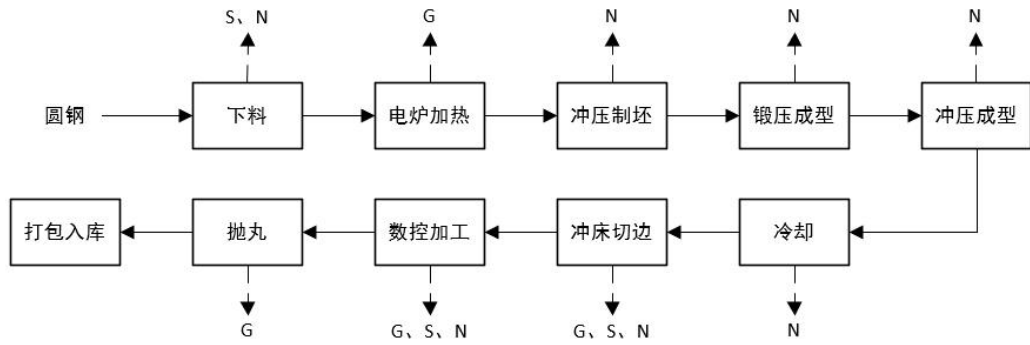 S、N
G
N
N
N
圆钢
下料
电炉加热
冲压制坯
锻压成型
冲压成型
打包入库
抛丸
数控加工
冲床切边
冷却
G
G、S、N
G、S、N
N